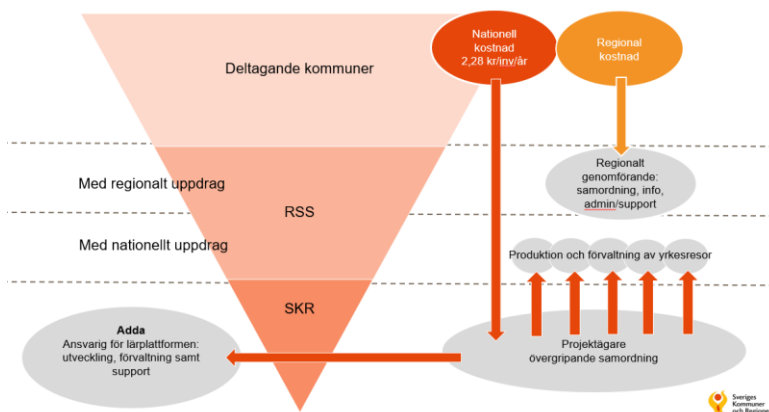 Nationell
kostnad
2,28 kr/inv/år
Regional
kostnad
Deltagande kommuner
Regionalt
genomförande:
samordning, info,
admin/support
Med regionalt uppdrag
RSS
Med nationellt uppdrag
Produktion och förvaltning av yrkesresor
SKR
Adda
Ansvarig för lärplattformen:
utveckling, förvaltning samt
support
Projektägare
övergripande samordning
Sveriges
Kommuner
och Regioner